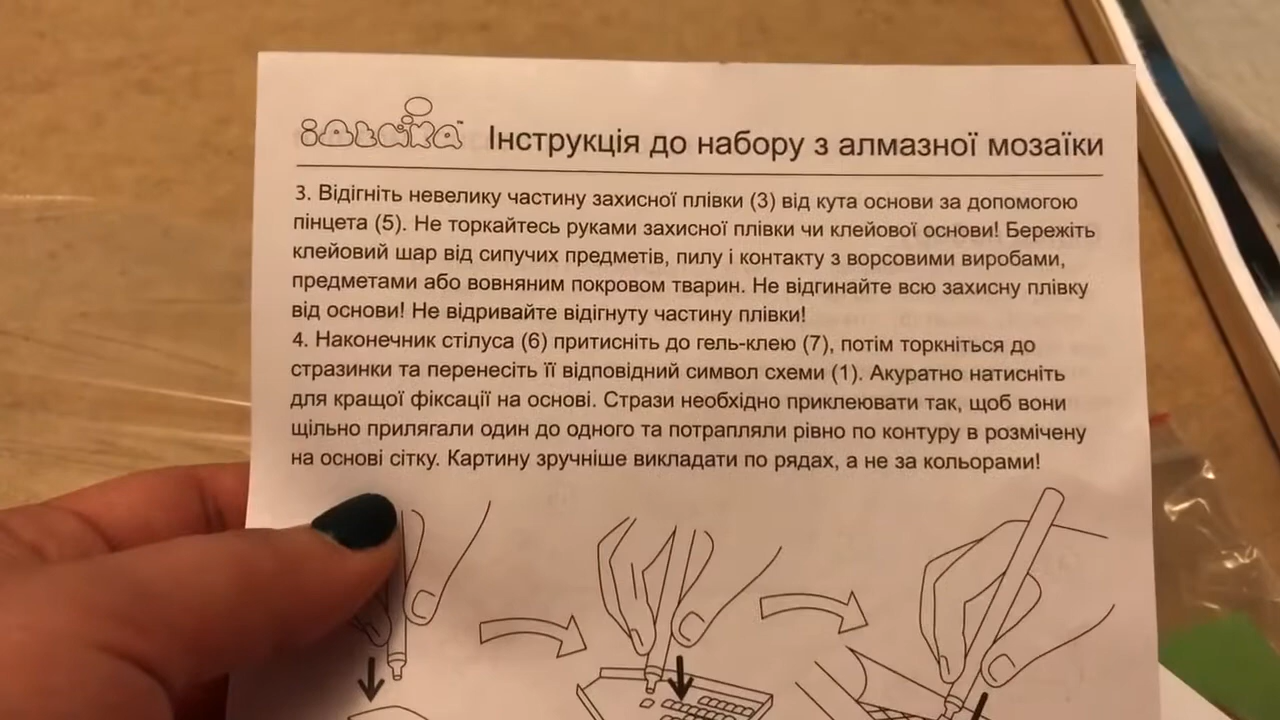 ідейка™ Інструкція до набору з алмазної мозаїки
3. Відігніть невелику частину захисної плівки (3) від кута основи за допомогою
пінцета (5). Не торкайтесь руками захисної плівки чи клейової основи! Бережіть
клейовий шар від сипучих предметів, пилу і контакту з ворсовими виробами,
предметами або вовняним покровом тварин. Не відгинайте всю захисну плівку
від основи! Не відривайте відігнуту частину плівки!
4. Наконечник стілуса (6) притисніть до гель-клею (7), потім торкніться до
стразинки та перенесіть її відповідний символ схеми (1). Акуратно натисніть
для кращої фіксації на основі. Стрази необхідно приклеювати так, щоб вони
щільно прилягали один до одного та потрапляли рівно по контуру в розмічену
на основі сітку. Картину зручніше викладати по рядах, а не за кольорами!